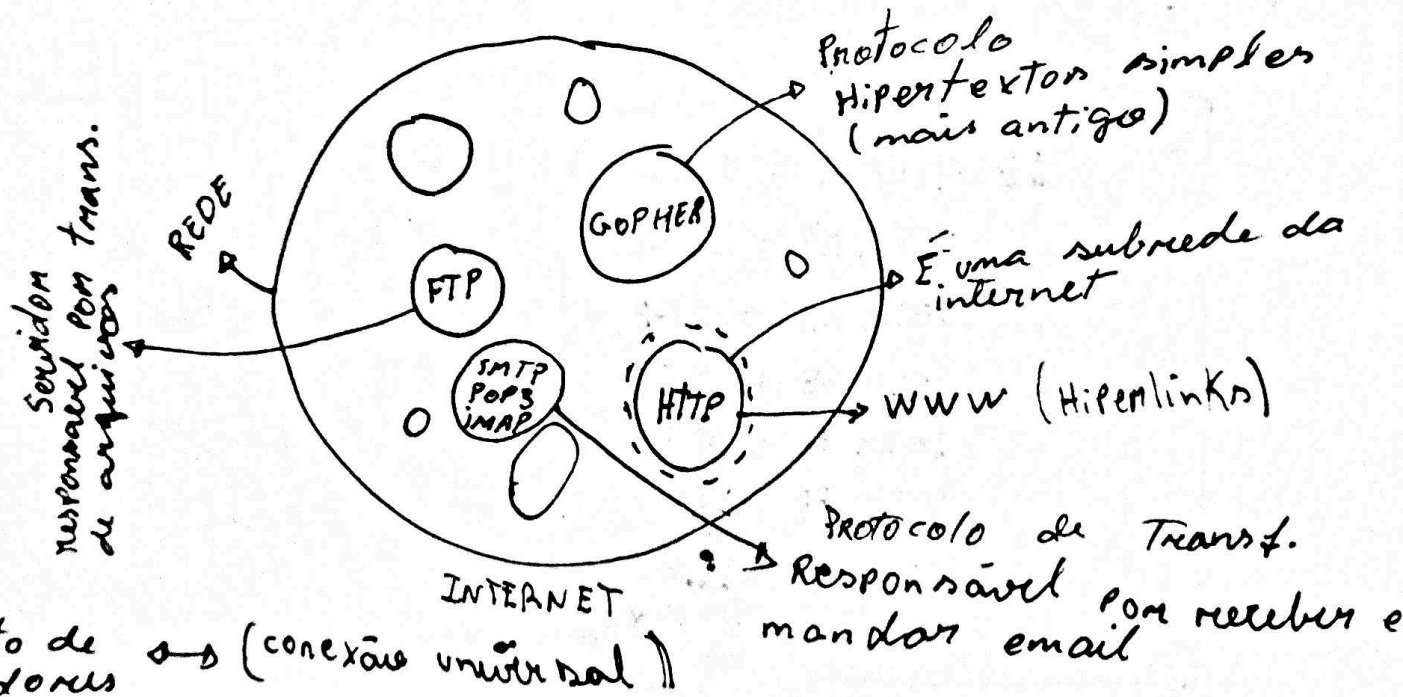 Protocolo
Hipertextos simples
(mais antigo)
GOPHER
REDE
Servidor
responsável por trans.
de arquivos
FTP
É uma subrede da
internet
SMTP
POP3
iMAP
HTTP
WWW (Hiperlinks)
PROTOCOLO de Transf.
Responsável por receber e
mandar email
INTERNET
to de
dores (conexão universal)